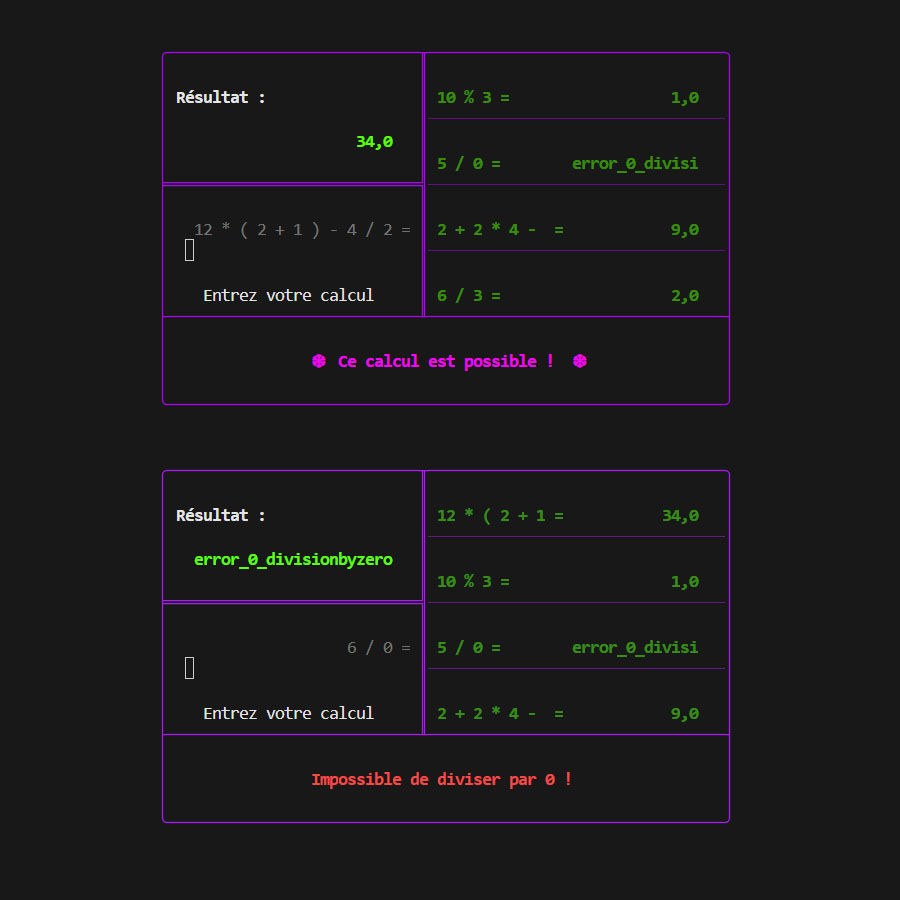 Résultat :
34,0
12 * ( 2 + 1 ) - 4 / 2 =
Entrez votre calcul
10 % 3 = 1,0
5 / 0 = error_0_divisi
2 + 2 * 4 -  = 9,0
6 / 3 = 2,0
❆ Ce calcul est possible ! ❆
Résultat :
error_0_divisionbyzero
6 / 0 =
Entrez votre calcul
12 * ( 2 + 1 = 34,0
10 % 3 = 1,0
5 / 0 = error_0_divisi
2 + 2 * 4 -  = 9,0
Impossible de diviser par 0 !